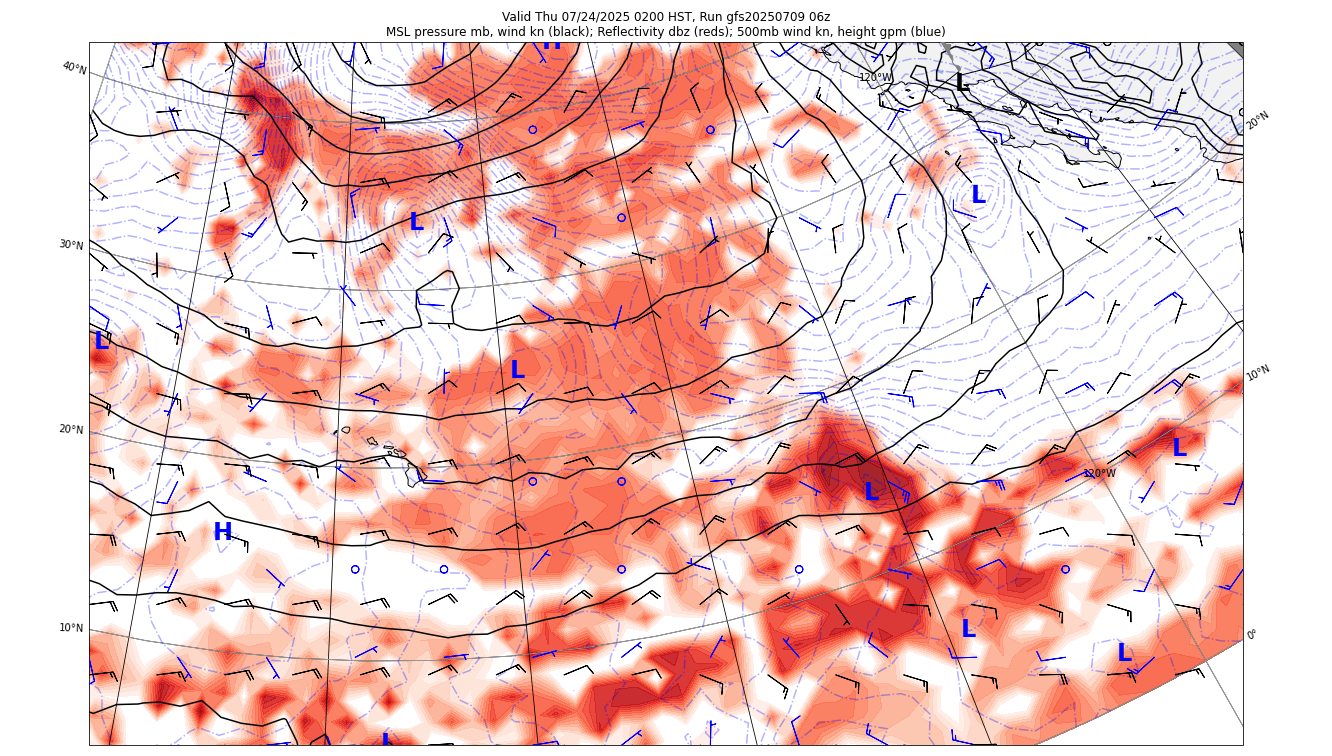 Valid Thu 07/24/2025 0200 HST, Run gfs20250709 06z
MSL pressure mb, wind kn (black); Reflectivity dbz (reds); 500mb wind kn, height gpm (blue)
H
40°N
120°W
L
20°N
L
L
30°N
L
L
10°N
20°N
L
120°W
L
H
10°N
L
0°
L
L